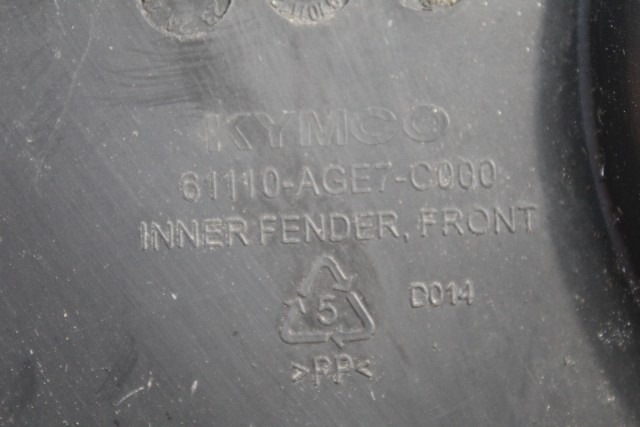 KYMCO
61110-AGE7-C000
INNER FENDER, FRONT
5
D014
>PP<